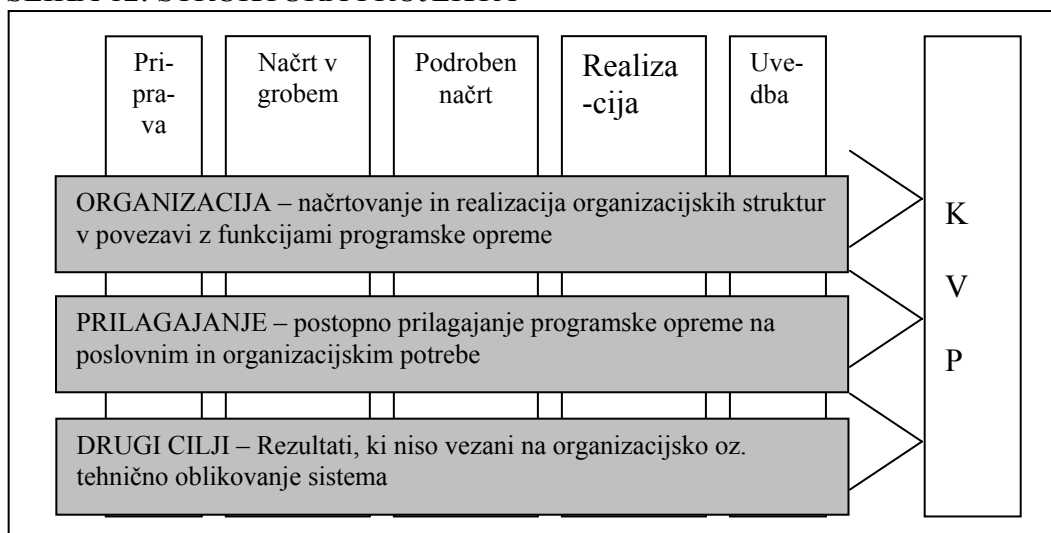 Pri-
pra-
va
Načrt v
grobem
Podroben
načrt
Realiza
-cija
Uve-
dba
ORGANIZACIJA – načrtovanje in realizacija organizacijskih struktur
v povezavi z funkcijami programske opreme
PRILAGAJANJE – postopno prilagajanje programske opreme na
poslovnim in organizacijskim potrebe
DRUGI CILJI – Rezultati, ki niso vezani na organizacijsko oz.
tehnično oblikovanje sistema
K
V
P